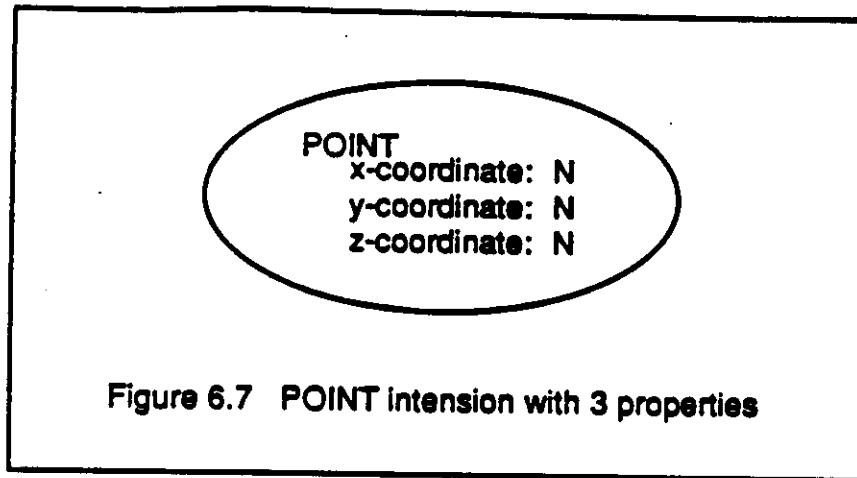 POINT
x-coordinate: N
y-coordinate: N
z-coordinate: N
Figure 6.7 POINT intension with 3 properties